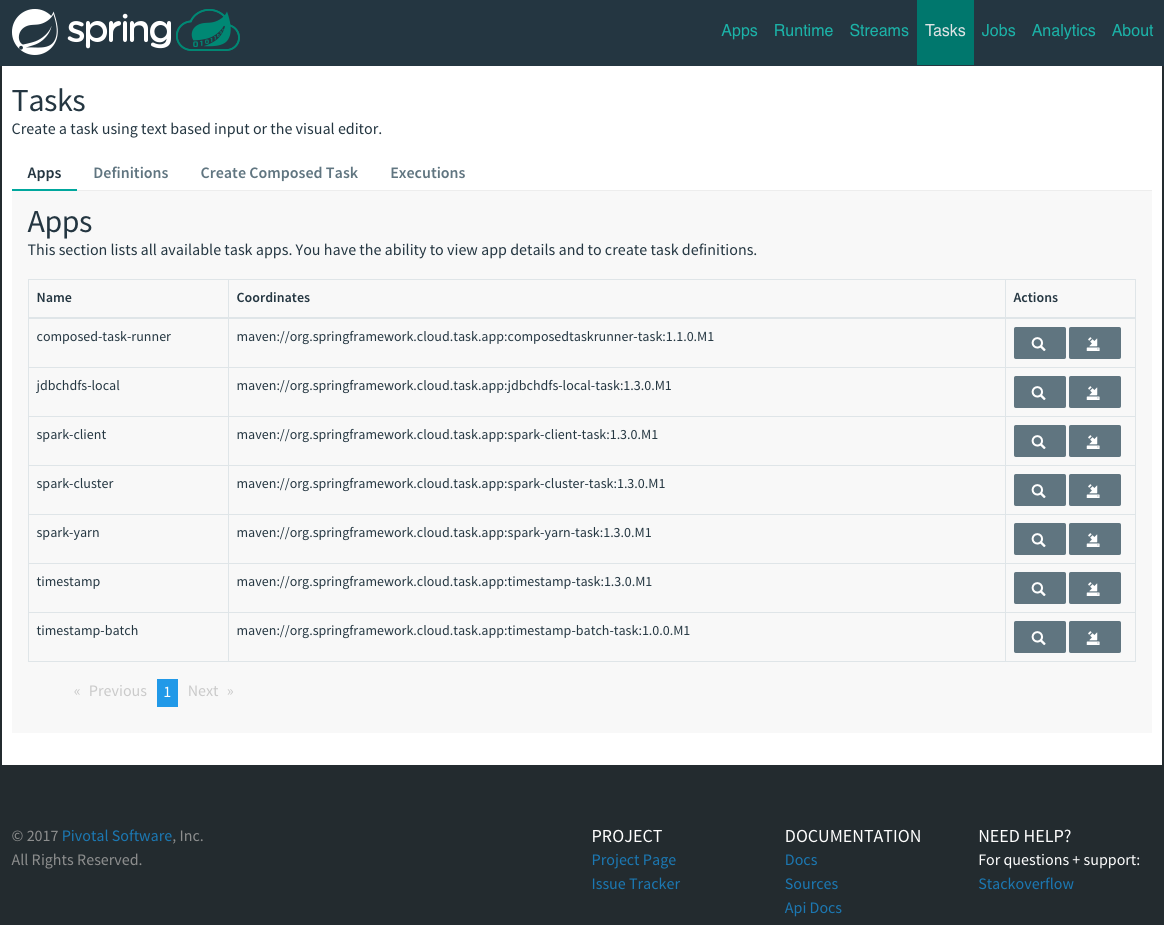 spring
Apps Runtime Streams Tasks Jobs Analytics About
Tasks
Create a task using text based input or the visual editor.
Apps Definitions Create Composed Task Executions
Apps
This section lists all available task apps. You have the ability to view app details and to create task definitions.
Name Coordinates Actions
composed-task-runner maven://org.springframework.cloud.task.app:composedtaskrunner-task:1.1.0.M1
jdbchdfs-local maven://org.springframework.cloud.task.app:jdbchdfs-local-task:1.3.0.M1
spark-client maven://org.springframework.cloud.task.app:spark-client-task:1.3.0.M1
spark-cluster maven://org.springframework.cloud.task.app:spark-cluster-task:1.3.0.M1
spark-yarn maven://org.springframework.cloud.task.app:spark-yarn-task:1.3.0.M1
timestamp maven://org.springframework.cloud.task.app:timestamp-task:1.3.0.M1
timestamp-batch maven://org.springframework.cloud.task.app:timestamp-batch-task:1.0.0.M1
« Previous 1 Next »
© 2017 Pivotal Software, Inc.
All Rights Reserved.
PROJECT
Project Page
Issue Tracker
DOCUMENTATION
Docs
Sources
Api Docs
NEED HELP?
For questions + support:
Stackoverflow